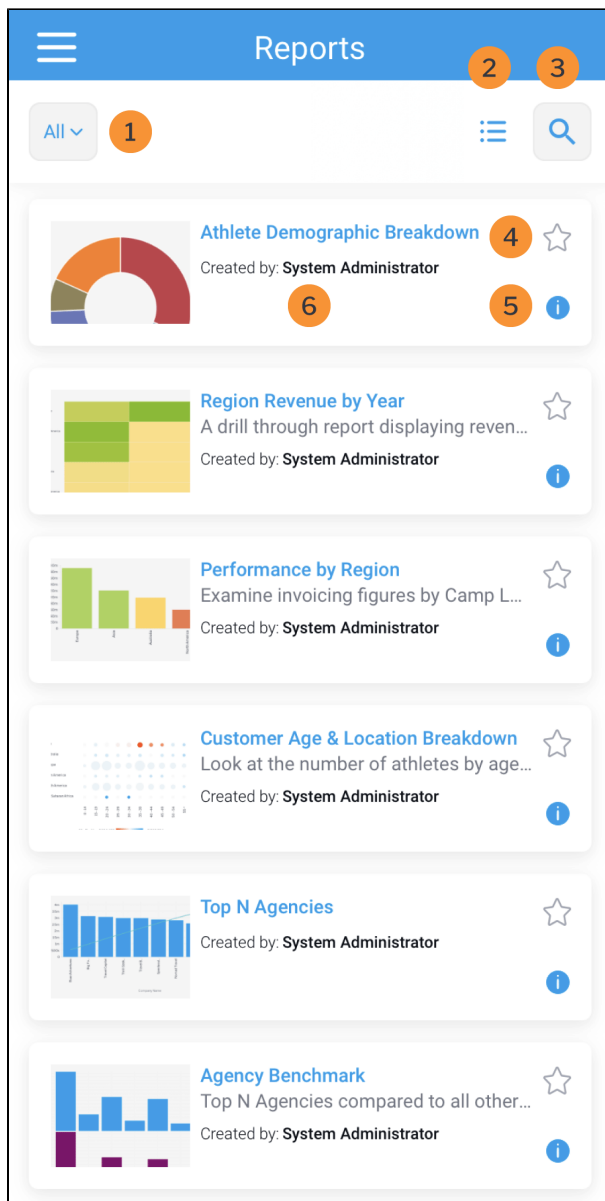 Reports
2
3
All
1
Athlete Demographic Breakdown
4
Created by: System Administrator
6
5
Region Revenue by Year
A drill through report displaying reven...
Created by: System Administrator
Performance by Region
Examine invoicing figures by Camp L...
Created by: System Administrator
Customer Age & Location Breakdown
Look at the number of athletes by age...
Created by: System Administrator
Top N Agencies
Created by: System Administrator
Agency Benchmark
Top N Agencies compared to all other...
Created by: System Administrator